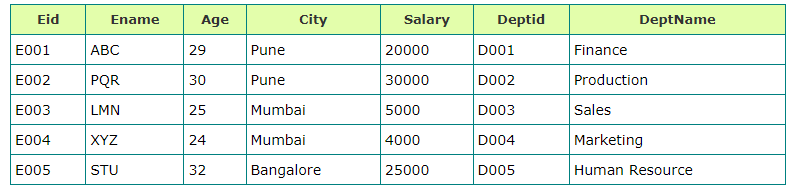 Eid Ename Age City Salary Deptid DeptName
E001 ABC 29 Pune 20000 D001 Finance
E002 PQR 30 Pune 30000 D002 Production
E003 LMN 25 Mumbai 5000 D003 Sales
E004 XYZ 24 Mumbai 4000 D004 Marketing
E005 STU 32 Bangalore 25000 D005 Human Resource